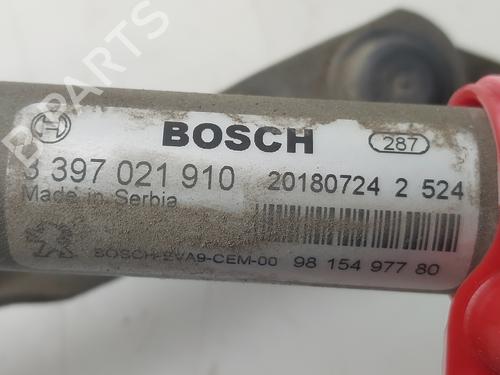 B-PARTS
BOSCH 287
3 397 021 910 20180724 2 524
Made in Serbia
BOSCH-EVA9-CEM-00 98 154 977 80